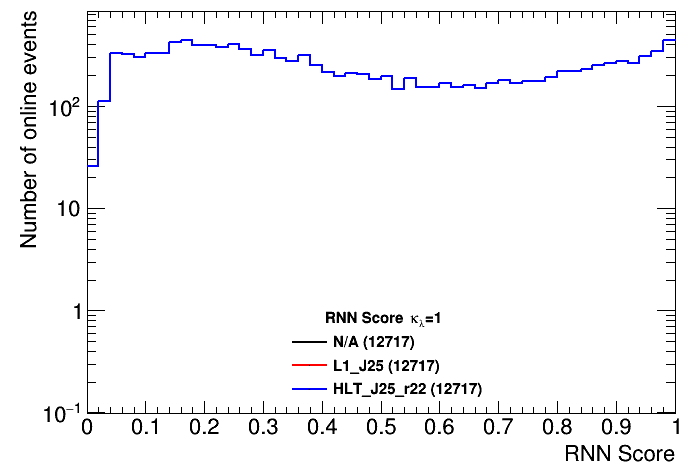 Number of online events
10²
10
1
10⁻¹
RNN Score κλ=1
N/A (12717)
L1_J25 (12717)
HLT_J25_r22 (12717)
0 0.1 0.2 0.3 0.4 0.5 0.6 0.7 0.8 0.9 1
RNN Score